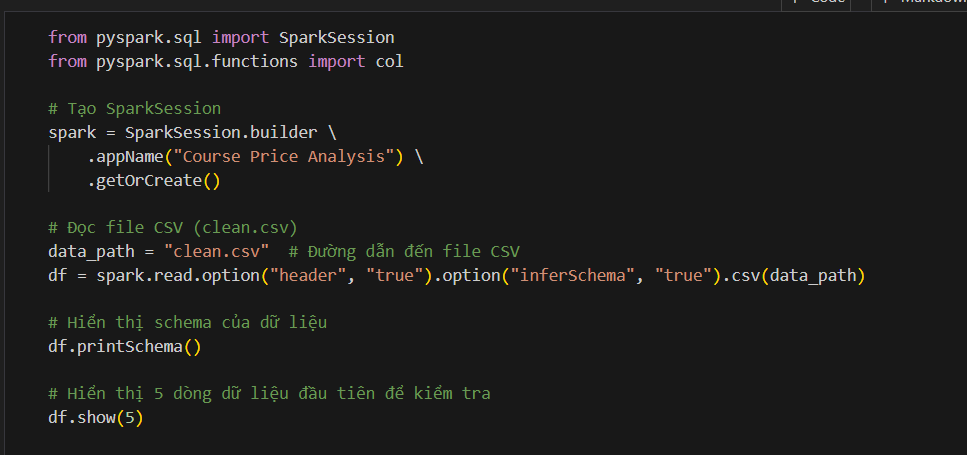 from pyspark.sql import SparkSession
from pyspark.sql.functions import col
# Tạo SparkSession
spark = SparkSession.builder \
    .appName("Course Price Analysis") \
    .getOrCreate()
# Đọc file CSV (clean.csv)
data_path = "clean.csv"  # Đường dẫn đến file CSV
df = spark.read.option("header", "true").option("inferSchema", "true").csv(data_path)
# Hiển thị schema của dữ liệu
df.printSchema()
# Hiển thị 5 dòng dữ liệu đầu tiên để kiểm tra
df.show(5)